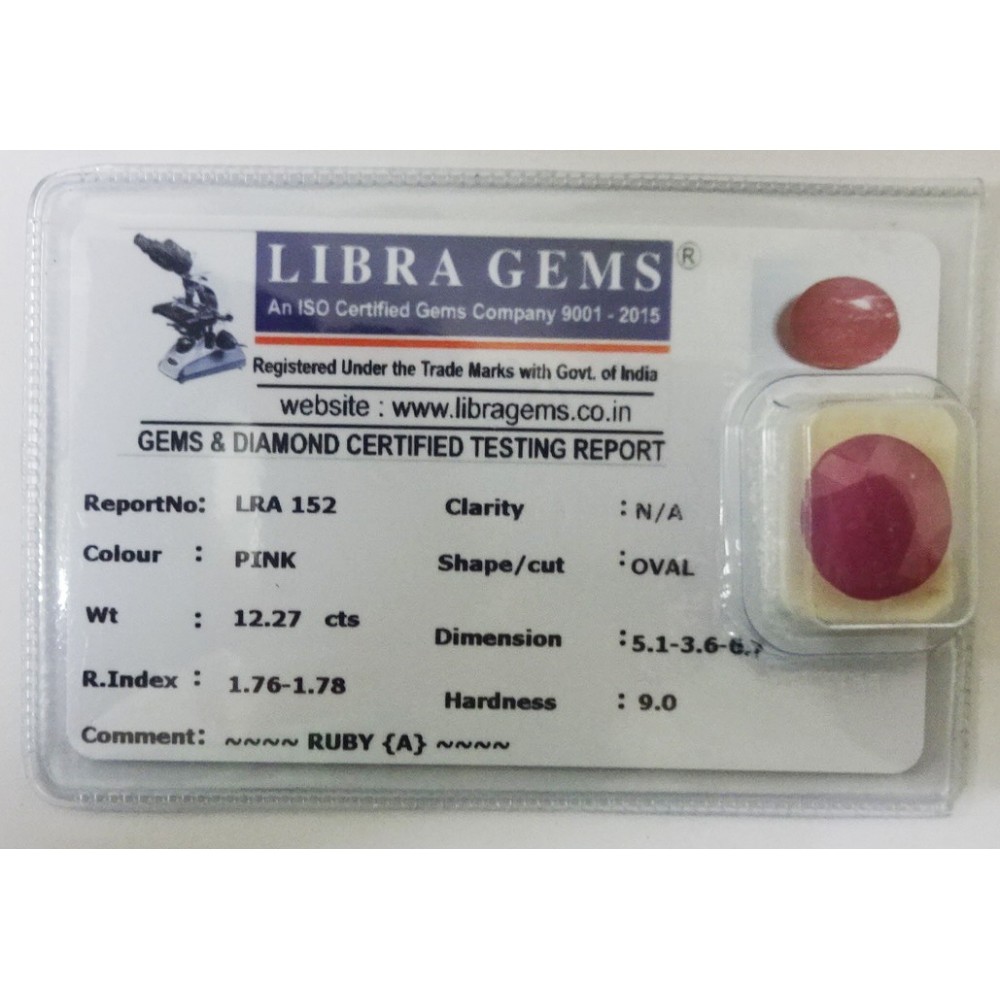 LIBRA GEMS ®
An ISO Certified Gems Company 9001 - 2015
Registered Under the Trade Marks with Govt. of India
website : www.libragems.co.in
GEMS & DIAMOND CERTIFIED TESTING REPORT
ReportNo: LRA 152
Clarity : N/A
Colour : PINK
Shape/cut : OVAL
Wt : 12.27 cts
Dimension : 5.1-3.6-
R.Index : 1.76-1.78
Hardness : 9.0
Comment: ~~~~ RUBY {A} ~~~~